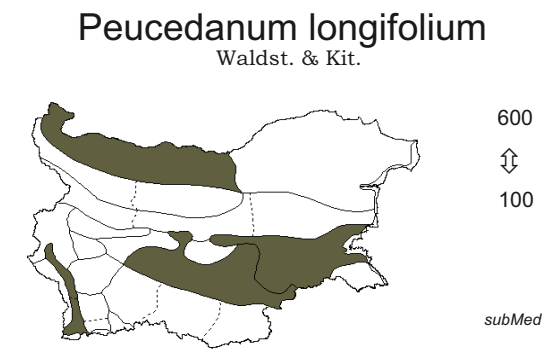 Peucedanum longifolium
Waldst. & Kit.
600
⇕
100
subMed